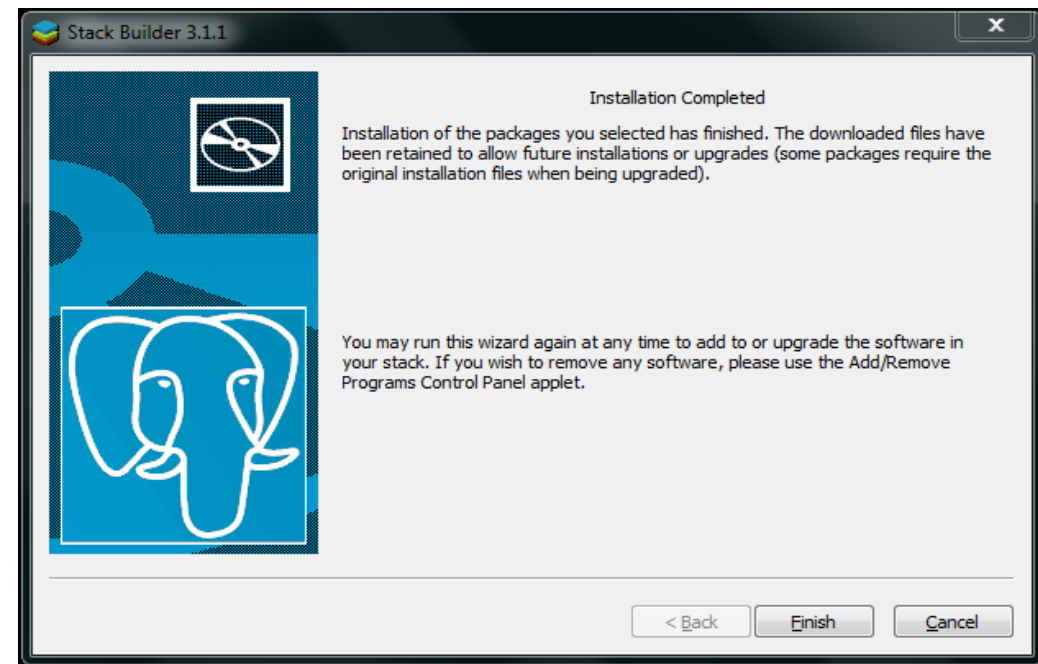 Stack Builder 3.1.1
x
Installation Completed
Installation of the packages you selected has finished. The downloaded files have
been retained to allow future installations or upgrades (some packages require the
original installation files when being upgraded).
You may run this wizard again at any time to add to or upgrade the software in
your stack. If you wish to remove any software, please use the Add/Remove
Programs Control Panel applet.
< Back Finish Cancel